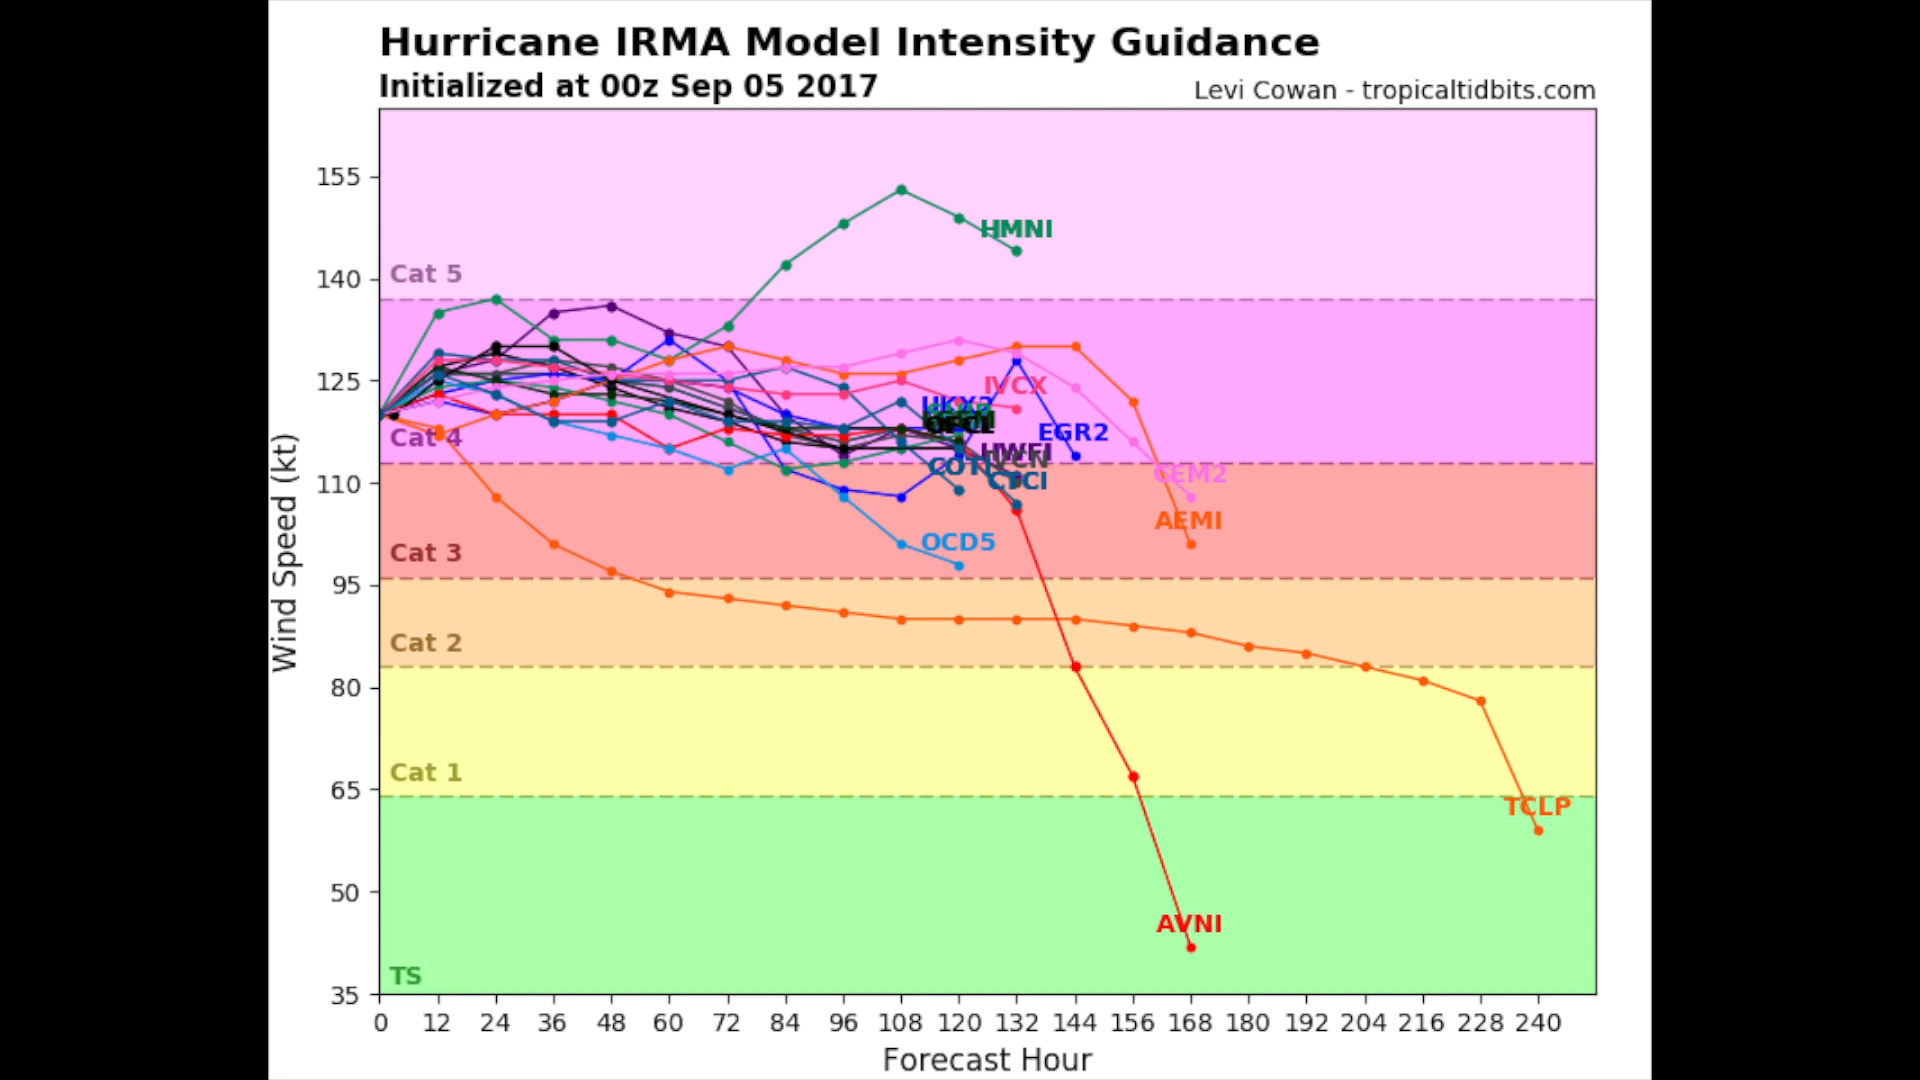 Hurricane IRMA Model Intensity Guidance
Initialized at 00z Sep 05 2017
Levi Cowan - tropicaltidbits.com
155
140
125
110
95
80
65
50
35
Wind Speed (kt)
Cat 5
Cat 4
Cat 3
Cat 2
Cat 1
TS
HMNI
IVCX
UKX2
EGR2
HWFI
CTCI
CEM2
AEMI
OCD5
TCLP
AVNI
0 12 24 36 48 60 72 84 96 108 120 132 144 156 168 180 192 204 216 228 240
Forecast Hour